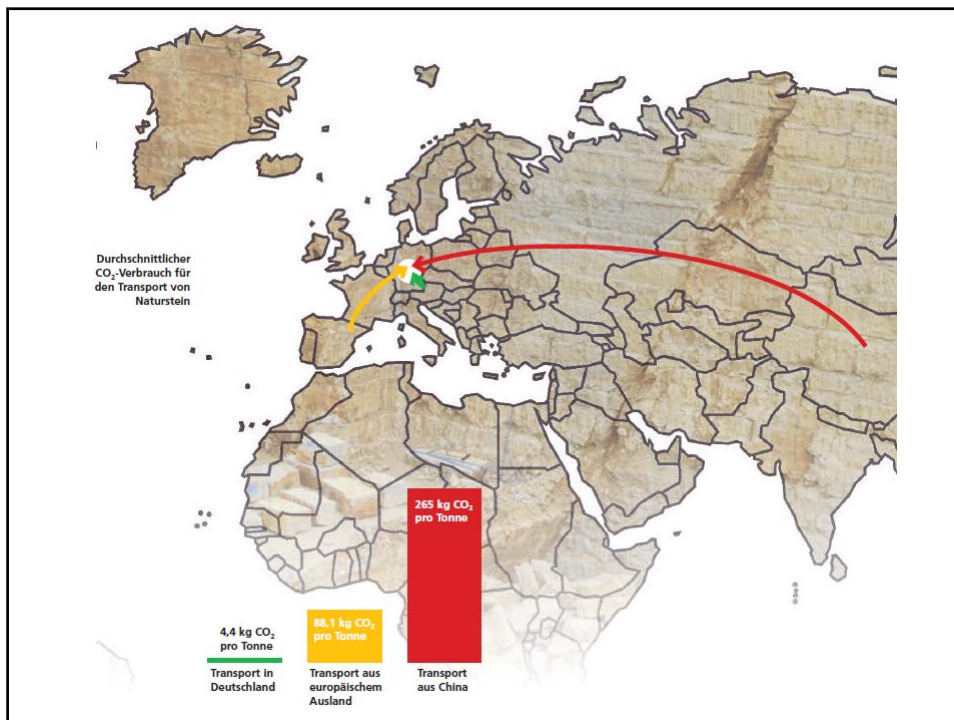 Durchschnittlicher
CO₂-Verbrauch für
den Transport von
Naturstein
265 kg CO₂
pro Tonne
88,1 kg CO₂
pro Tonne
4,4 kg CO₂
pro Tonne
Transport in
Deutschland
Transport aus
europäischem
Ausland
Transport
aus China